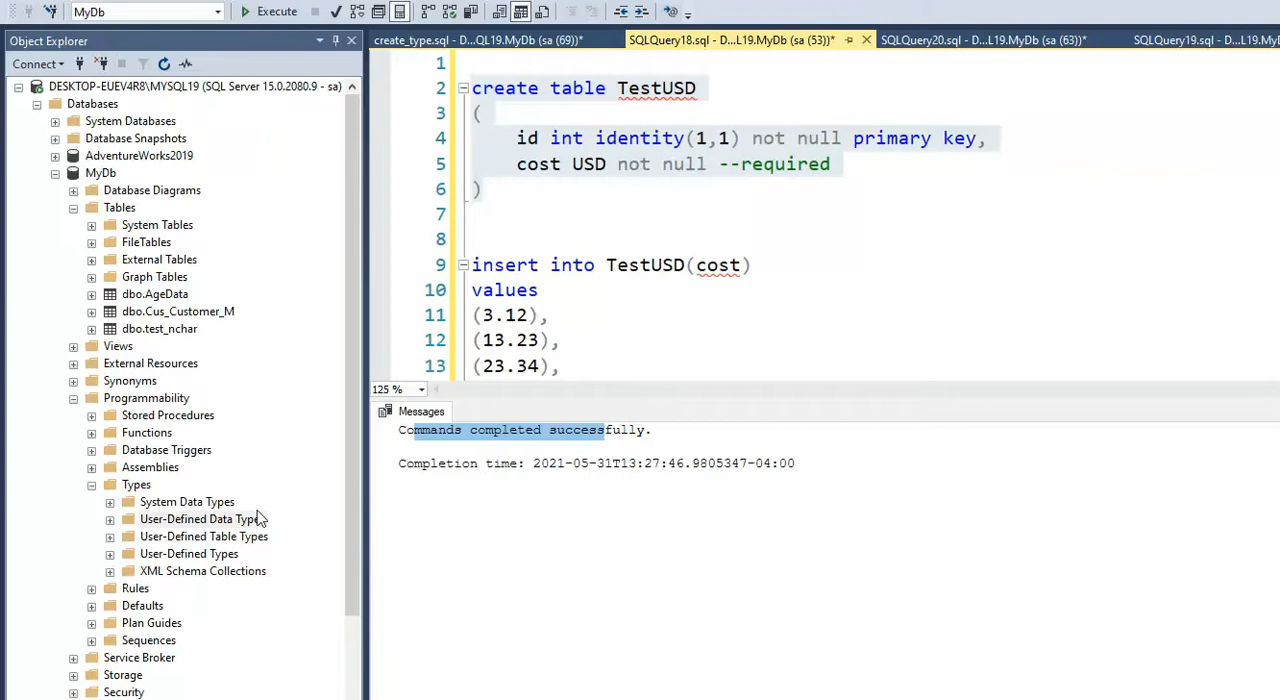 MyDb
Execute
Object Explorer
create_type.sql - D...QL19.MyDb (sa (69))*
SQLQuery18.sql - D...L19.MyDb (sa (53))*
SQLQuery20.sql - D...L19.MyDb (sa (63))*
SQLQuery19.sql - D...L19.MyDb
Connect
DESKTOP-EUEV4R8\MYSQL19 (SQL Server 15.0.2080.9 - sa)
Databases
System Databases
Database Snapshots
AdventureWorks2019
MyDb
Database Diagrams
Tables
System Tables
FileTables
External Tables
Graph Tables
dbo.AgeData
dbo.Cus_Customer_M
dbo.test_nchar
Views
External Resources
Synonyms
Programmability
Stored Procedures
Functions
Database Triggers
Assemblies
Types
System Data Types
User-Defined Data Type
User-Defined Table Types
User-Defined Types
XML Schema Collections
Rules
Defaults
Plan Guides
Sequences
Service Broker
Storage
Security
1
2 create table TestUSD
3 (
4 id int identity(1,1) not null primary key,
5 cost USD not null --required
6 )
7
8
9 insert into TestUSD(cost)
10 values
11 (3.12),
12 (13.23),
13 (23.34),
125 %
Messages
Commands completed successfully.
Completion time: 2021-05-31T13:27:46.9805347-04:00